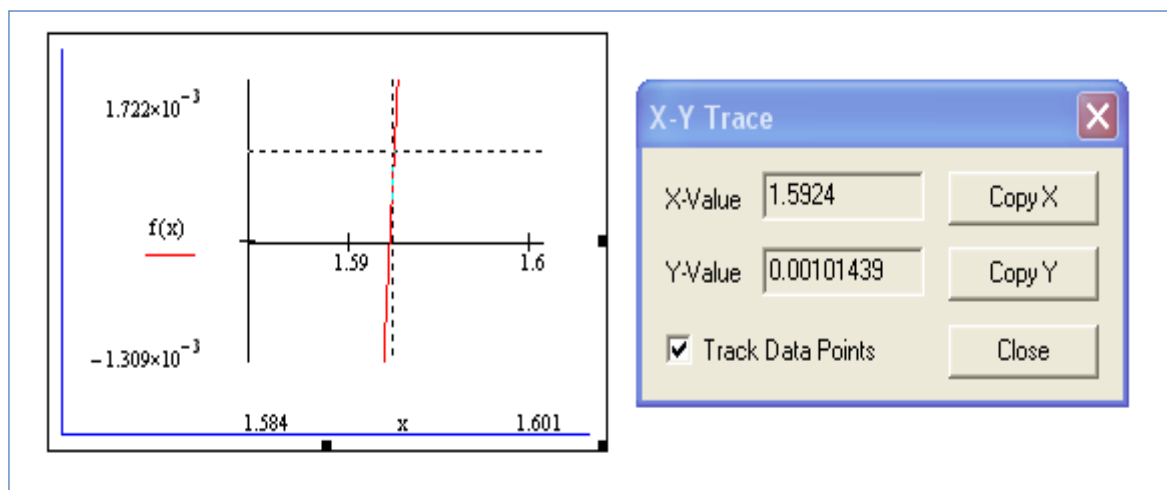 1.722×10⁻³
f(x)
1.59
1.6
−1.309×10⁻³
1.584
x
1.601
X-Y Trace
X-Value 1.5924 Copy X
Y-Value 0.00101439 Copy Y
Track Data Points Close